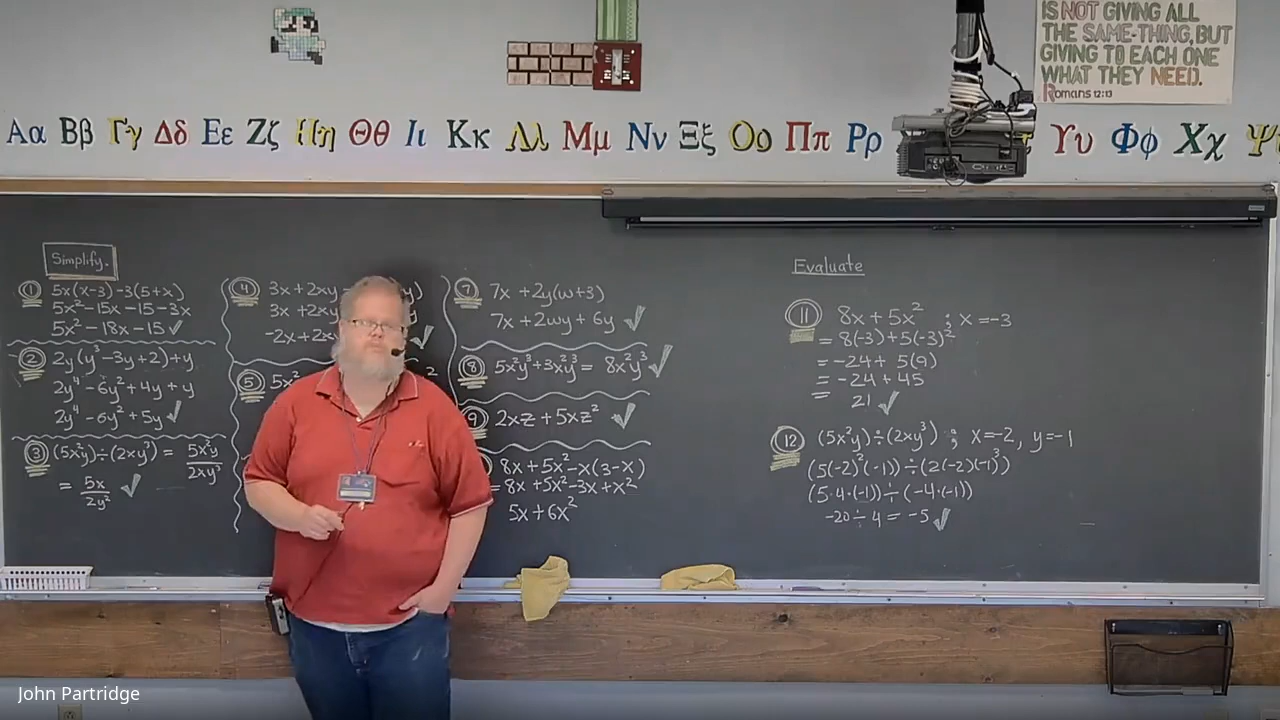 IS NOT GIVING ALL
THE SAME-THING, BUT
GIVING TO EACH ONE
WHAT THEY NEED.
Romans 12:13
Αα Ββ Γγ Δδ Εε Ζζ Ηη Θθ Ιι Κκ Λλ Μμ Νν Ξξ Οο Ππ Ρρ Υυ Φφ Χχ Ψ
Simplify.
① 5x(x-3)-3(5+x)
5x²-15x-15-3x
5x²-18x-15 ✓
② 2y(y³-3y+2)+y
2y⁴-6y²+4y+y
2y⁴-6y²+5y ✓
③ (5x²y)÷(2xy³) = 5x²y/2xy³
= 5x/2y² ✓
④ 3x+2xy y)
3x+2xy
-2x+2x ✓
⑤ 5x² 2
⑦ 7x+2y(w+3)
7x+2wy+6y ✓
⑧ 5x²y³+3x²y³ = 8x²y³ ✓
⑨ 2xz+5xz² ✓
8x+5x²-x(3-x)
=8x+5x²-3x+x²
5x+6x²
Evaluate
⑪ 8x+5x² ; x=-3
=8(-3)+5(-3)²
=-24+5(9)
=-24+45
= 21 ✓
⑫ (5x²y)÷(2xy³) ; x=-2, y=-1
(5(-2)²(-1))÷(2(-2)(-1)³)
(5·4·(-1))÷(-4·(-1))
-20÷4 = -5 ✓
John Partridge